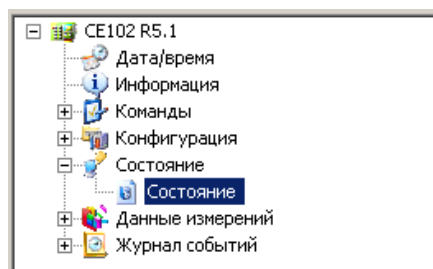 CE102 R5.1
Дата/время
Информация
Команды
Конфигурация
Состояние
Состояние
Данные измерений
Журнал событий